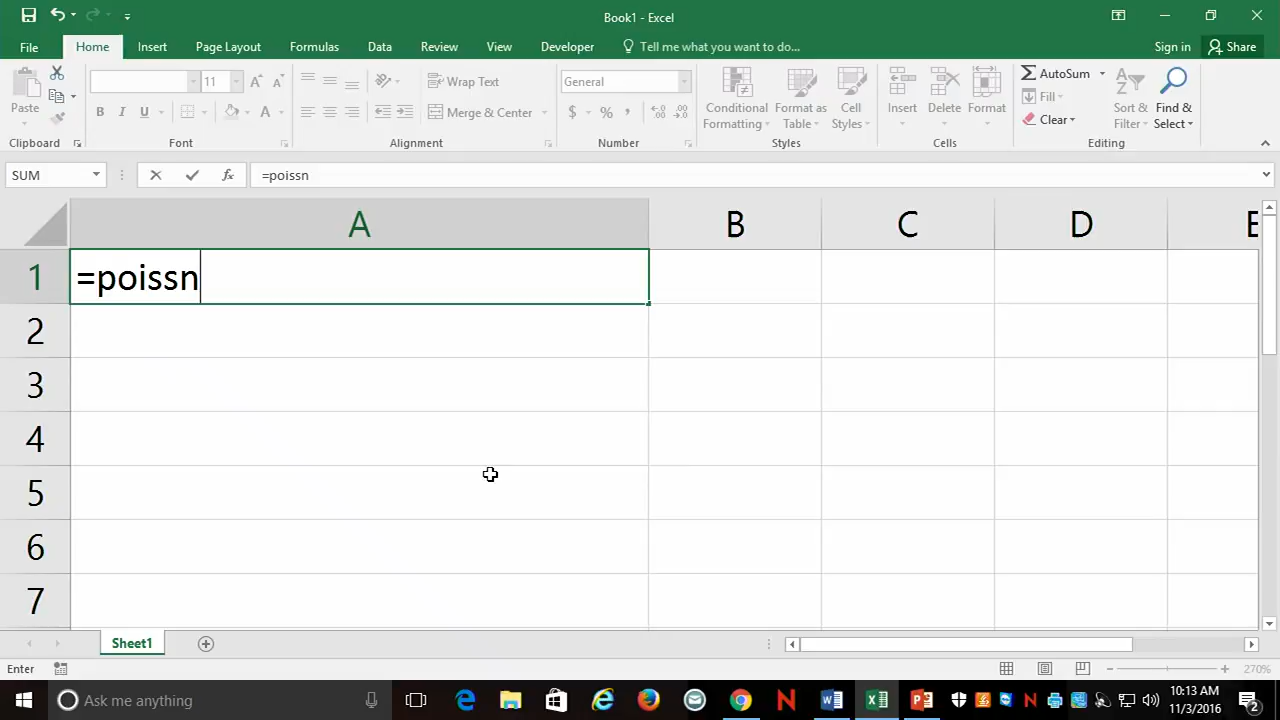 Book1 - Excel
File Home Insert Page Layout Formulas Data Review View Developer Tell me what you want to do... Sign in Share
Paste
Clipboard
11
B I U A
Font
Wrap Text
Merge & Center
Alignment
General
$ % ,
Number
Conditional Formatting
Format as Table
Cell Styles
Styles
Insert Delete Format
Cells
AutoSum
Fill
Clear
Sort & Filter
Find & Select
Editing
SUM fx =poissn
A B C D E
1 =poissn
2
3
4
5
6
7
Sheet1
Enter 270%
Ask me anything
10:13 AM
11/3/2016
2